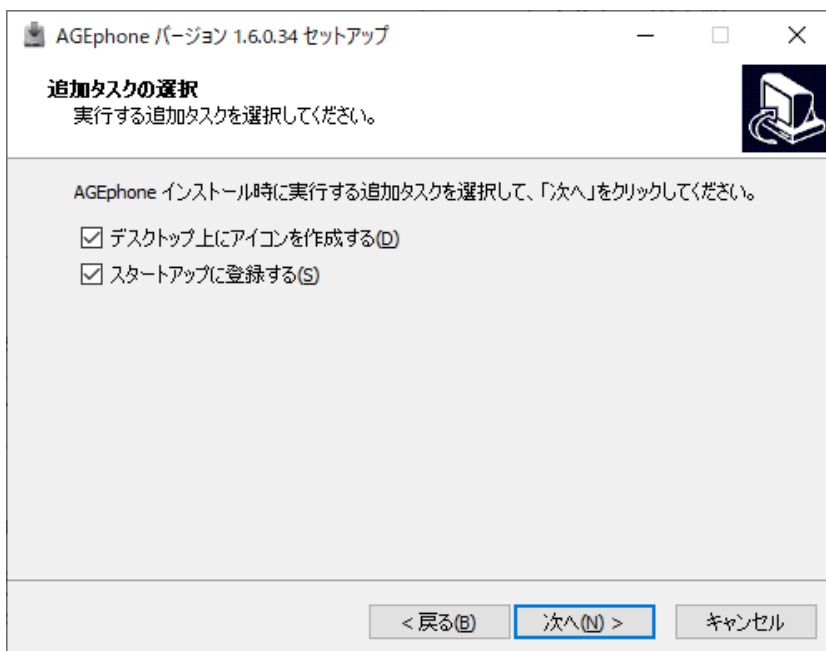 AGEphone バージョン 1.6.0.34 セットアップ
追加タスクの選択
実行する追加タスクを選択してください。
AGEphone インストール時に実行する追加タスクを選択して、「次へ」をクリックしてください。
デスクトップ上にアイコンを作成する(D)
スタートアップに登録する(S)
< 戻る(B)
次へ(N) >
キャンセル